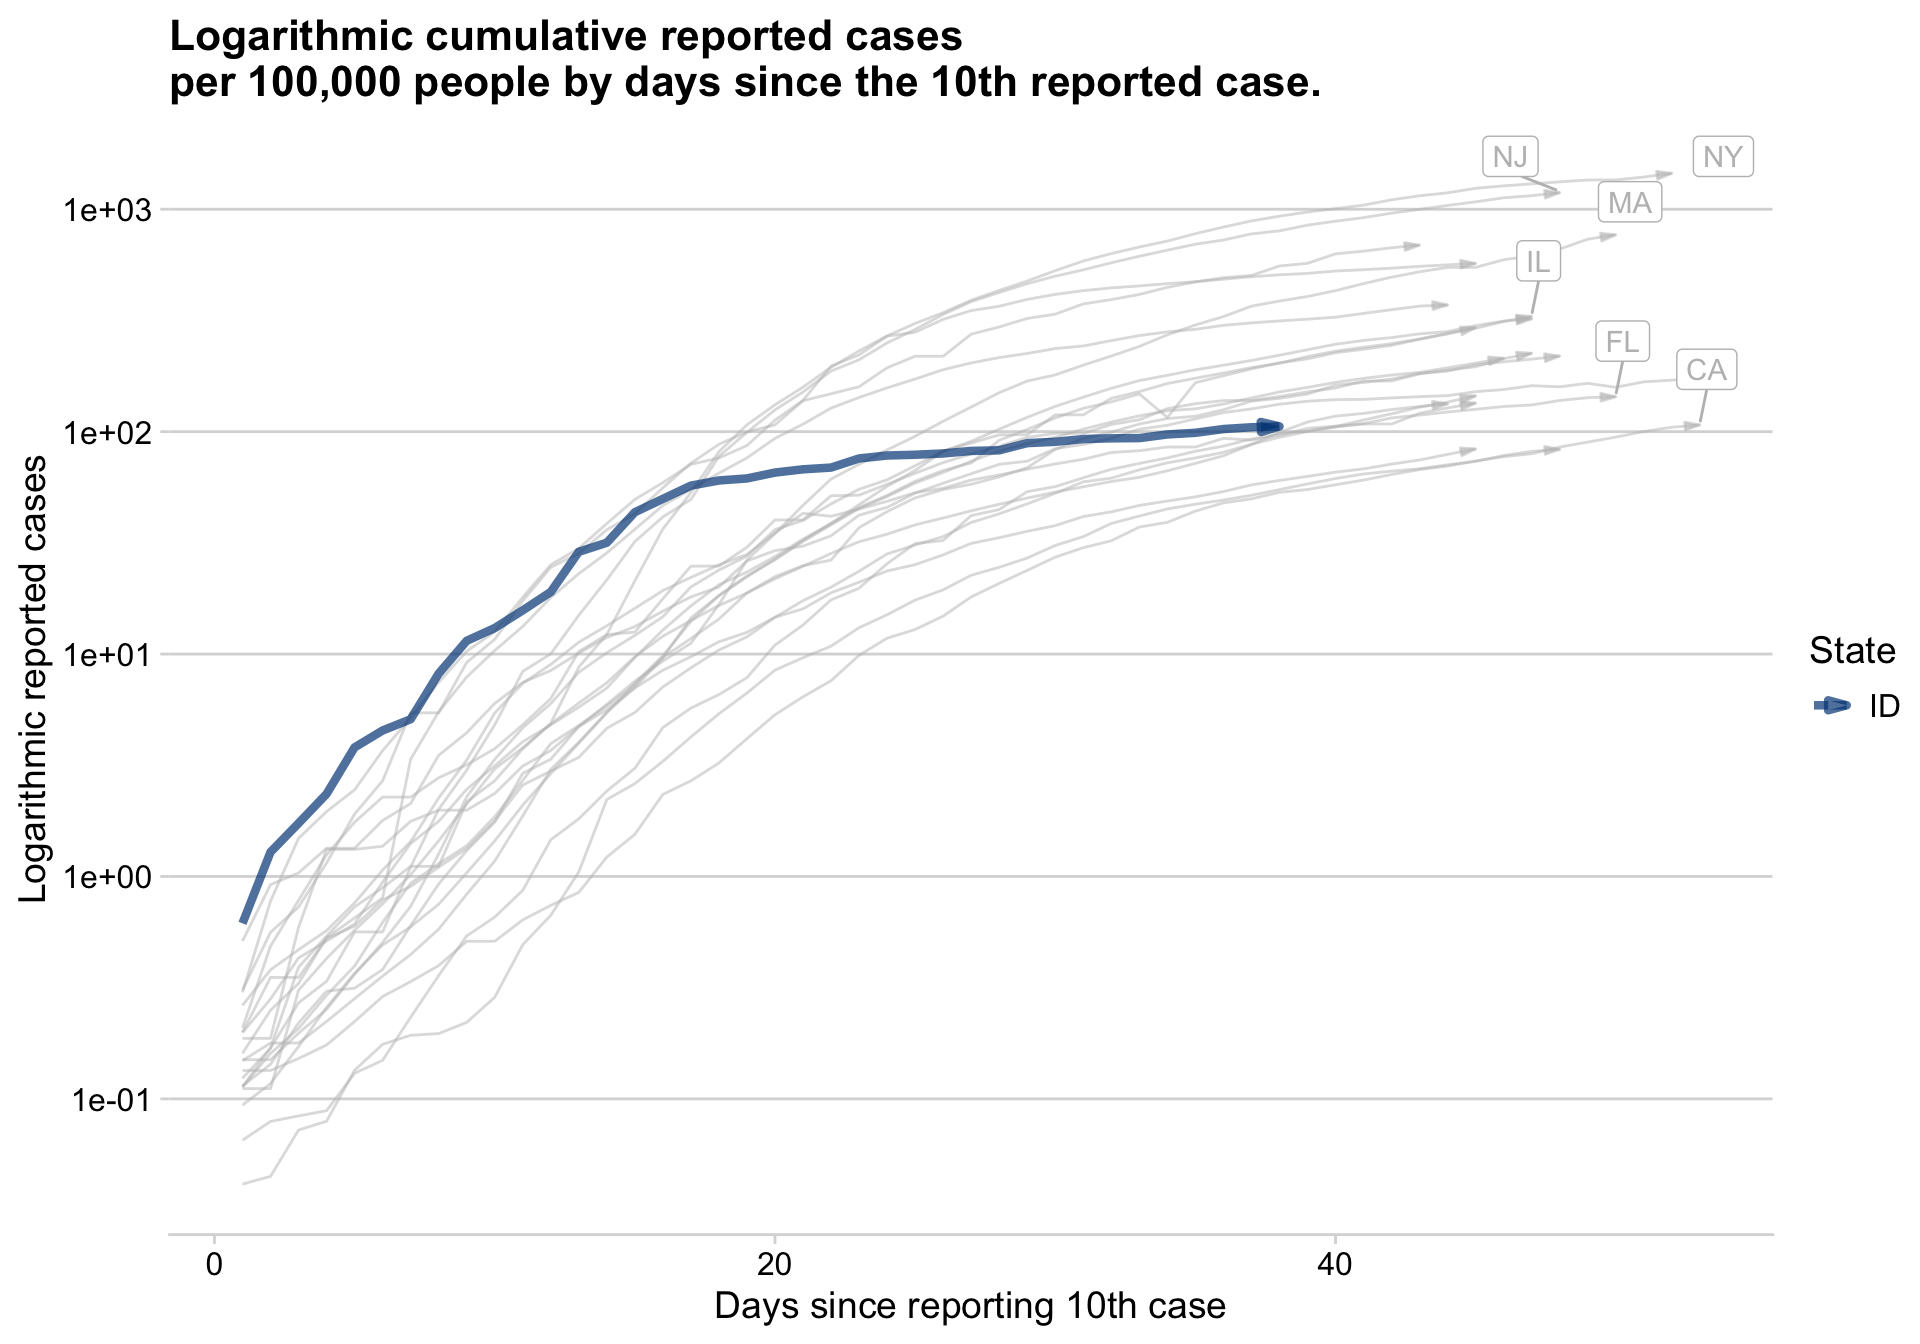 Logarithmic cumulative reported cases
per 100,000 people by days since the 10th reported case.
NJ
NY
MA
IL
FL
CA
1e+03
1e+02
1e+01
1e+00
1e-01
Logarithmic reported cases
State
ID
0
20
40
Days since reporting 10th case